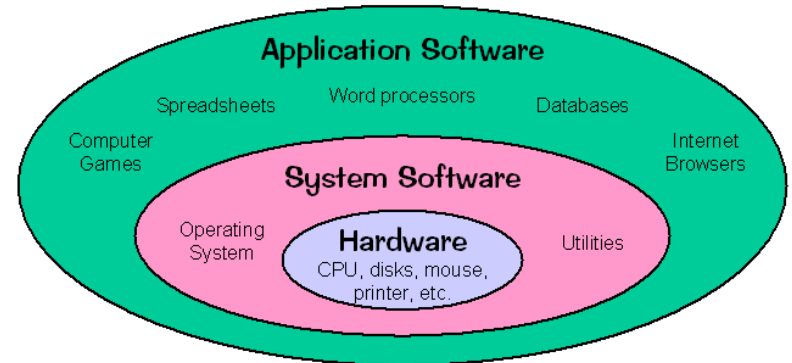 Application Software
Spreadsheets
Word processors
Databases
Computer
Games
Internet
Browsers
System Software
Operating
System
Utilities
Hardware
CPU, disks, mouse,
printer, etc.